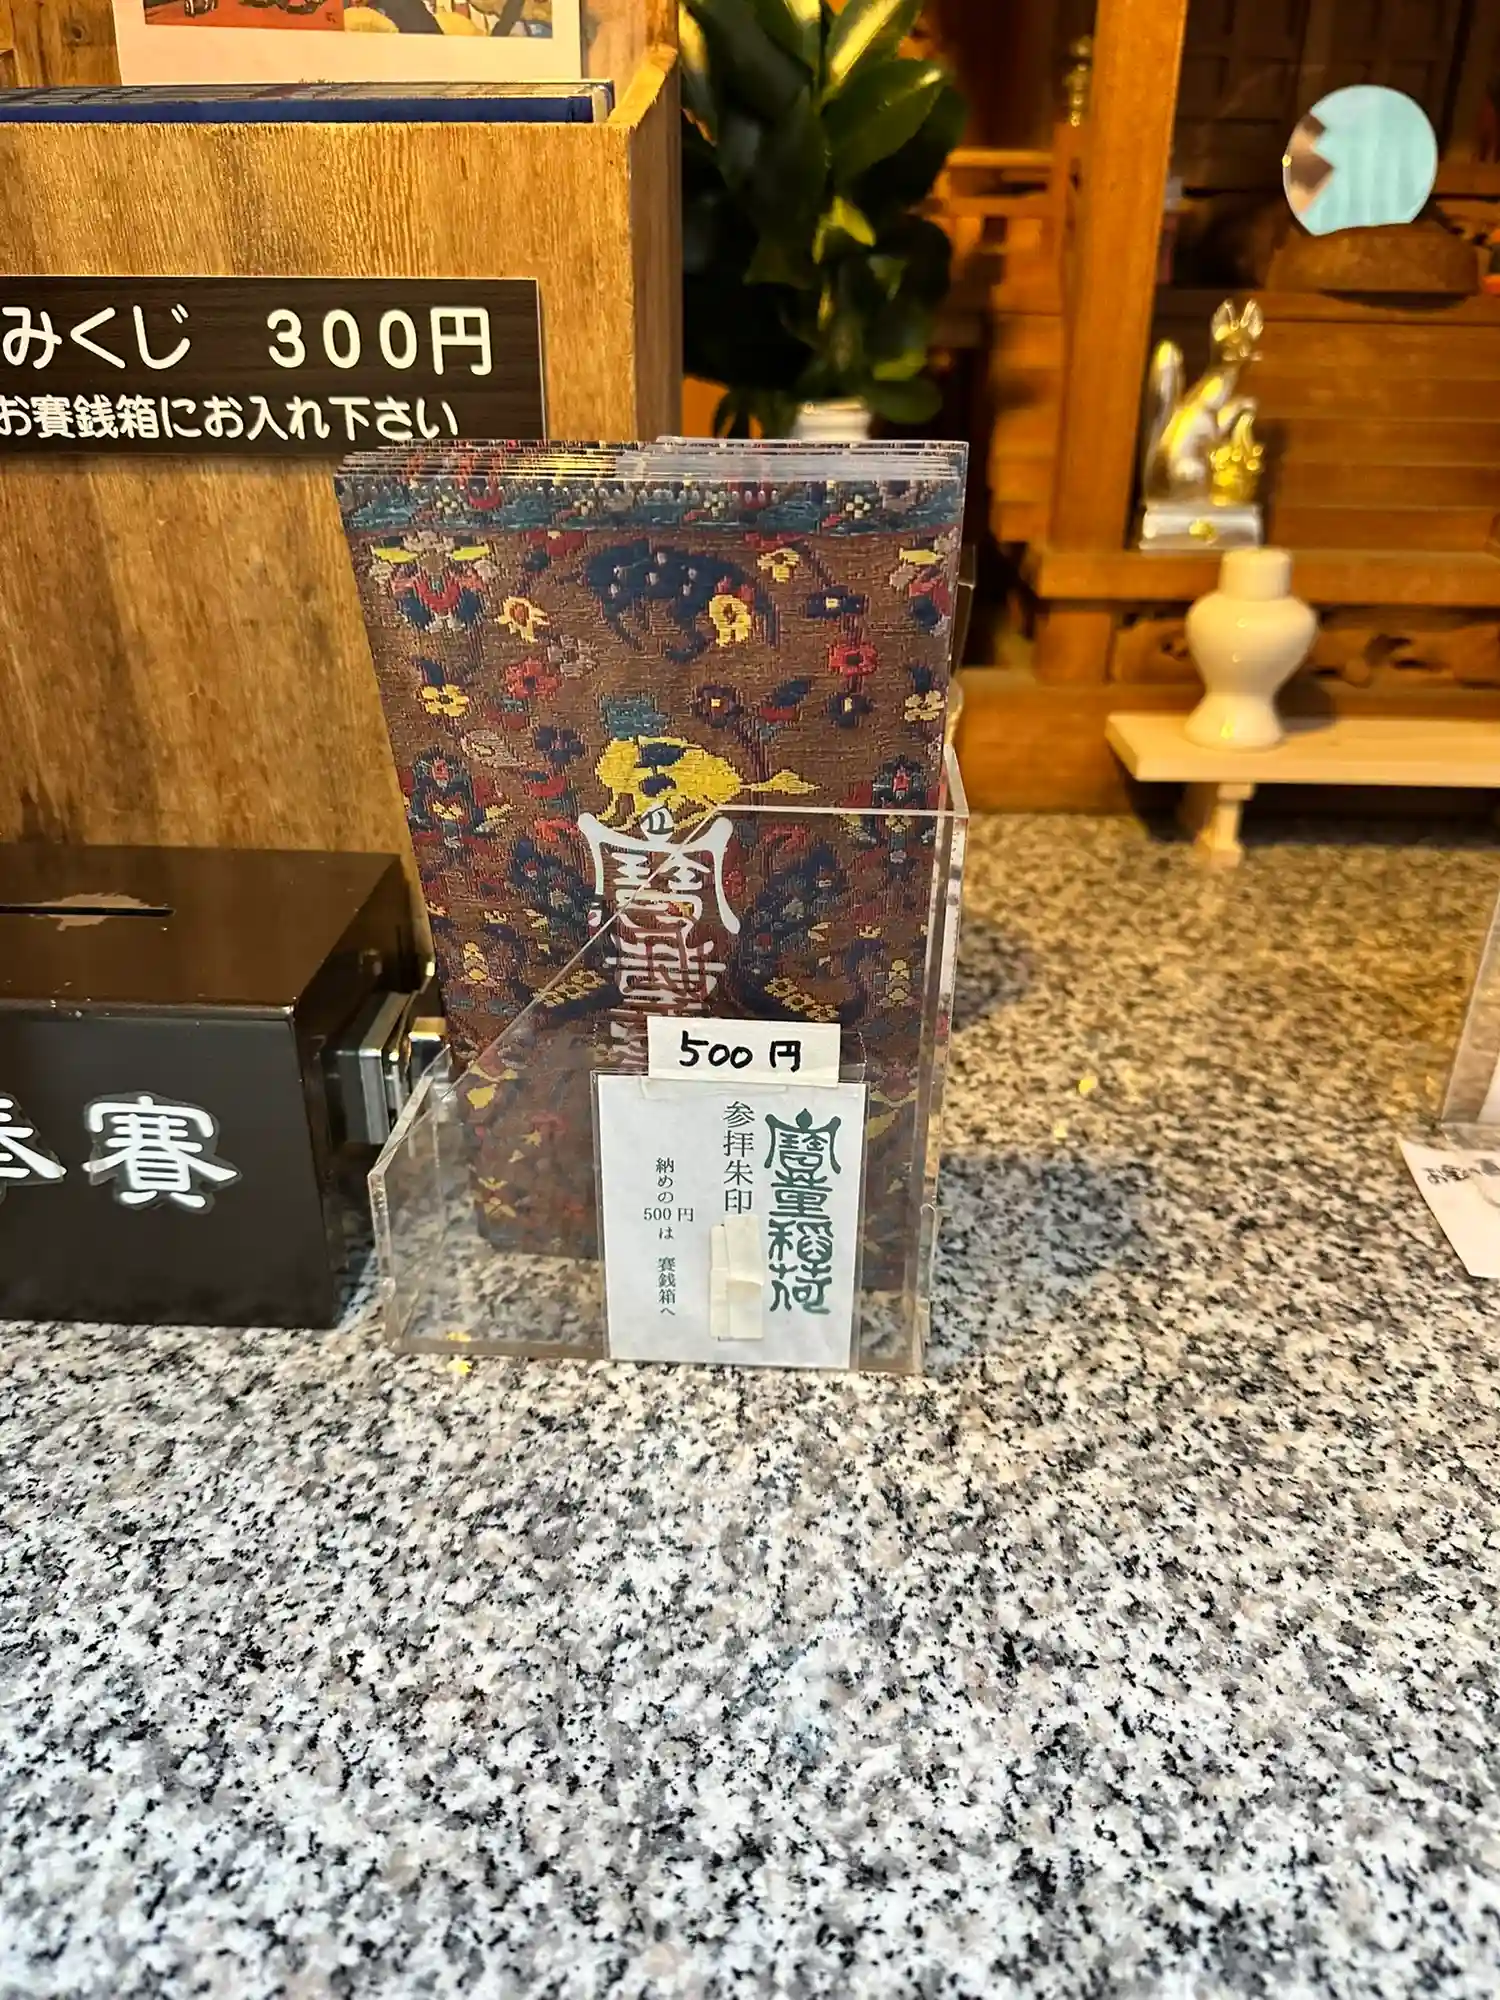 みくじ 300円
お賽銭箱にお入れ下さい
賽
500円
寶童稲荷
参拝朱印
納めの500円は 賽銭箱へ